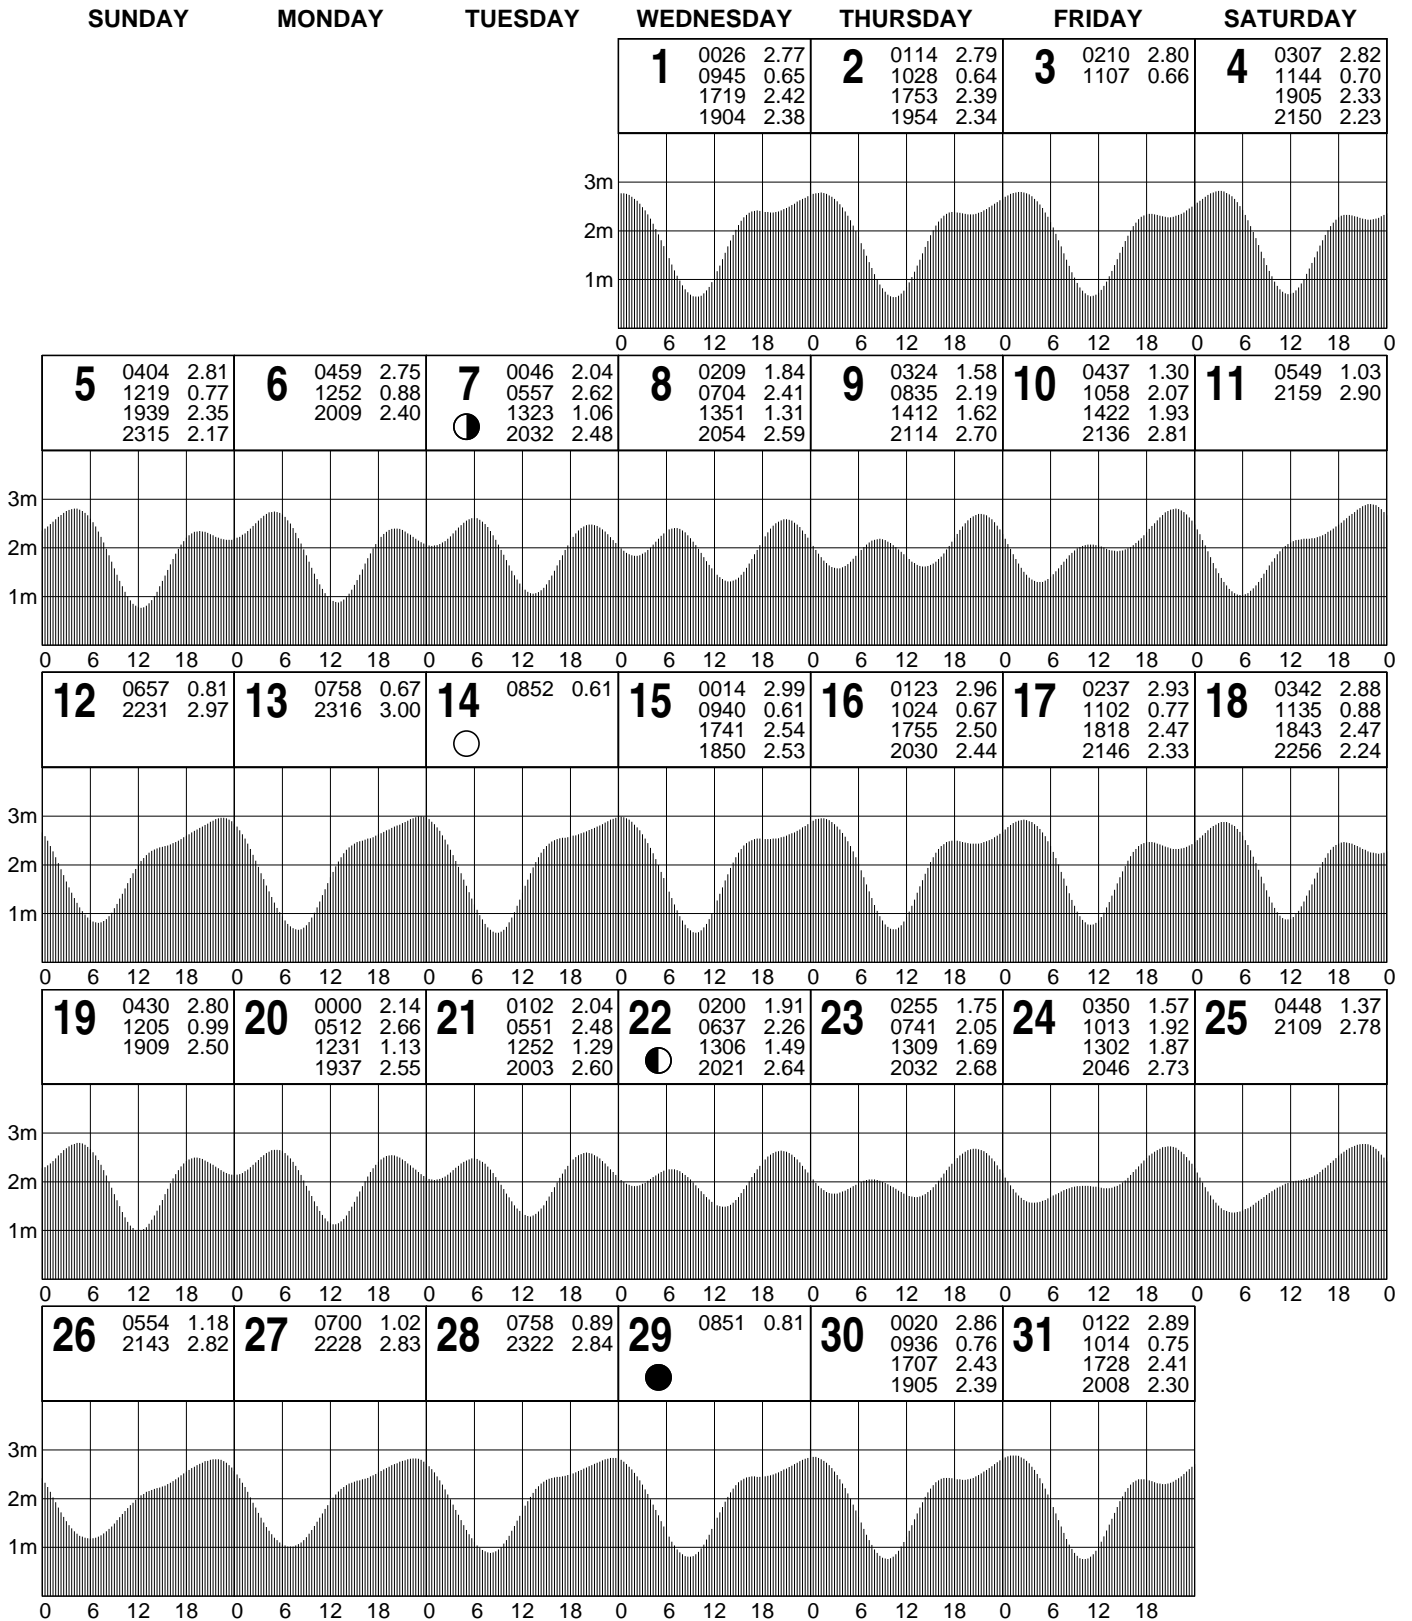 SUNDAY MONDAY TUESDAY WEDNESDAY THURSDAY FRIDAY SATURDAY
1 0026 2.77
0945 0.65
1719 2.42
1904 2.38
2 0114 2.79
1028 0.64
1753 2.39
1954 2.34
3 0210 2.80
1107 0.66
4 0307 2.82
1144 0.70
1905 2.33
2150 2.23
3m
2m
1m
0 6 12 18 0 6 12 18 0 6 12 18 0 6 12 18 0
5 0404 2.81
1219 0.77
1939 2.35
2315 2.17
6 0459 2.75
1252 0.88
2009 2.40
7 0046 2.04
0557 2.62
1323 1.06
2032 2.48
8 0209 1.84
0704 2.41
1351 1.31
2054 2.59
9 0324 1.58
0835 2.19
1412 1.62
2114 2.70
10 0437 1.30
1058 2.07
1422 1.93
2136 2.81
11 0549 1.03
2159 2.90
3m
2m
1m
0 6 12 18 0 6 12 18 0 6 12 18 0 6 12 18 0 6 12 18 0 6 12 18 0 6 12 18 0
12 0657 0.81
2231 2.97
13 0758 0.67
2316 3.00
14 0852 0.61
15 0014 2.99
0940 0.61
1741 2.54
1850 2.53
16 0123 2.96
1024 0.67
1755 2.50
2030 2.44
17 0237 2.93
1102 0.77
1818 2.47
2146 2.33
18 0342 2.88
1135 0.88
1843 2.47
2256 2.24
3m
2m
1m
0 6 12 18 0 6 12 18 0 6 12 18 0 6 12 18 0 6 12 18 0 6 12 18 0 6 12 18 0
19 0430 2.80
1205 0.99
1909 2.50
20 0000 2.14
0512 2.66
1231 1.13
1937 2.55
21 0102 2.04
0551 2.48
1252 1.29
2003 2.60
22 0200 1.91
0637 2.26
1306 1.49
2021 2.64
23 0255 1.75
0741 2.05
1309 1.69
2032 2.68
24 0350 1.57
1013 1.92
1302 1.87
2046 2.73
25 0448 1.37
2109 2.78
3m
2m
1m
0 6 12 18 0 6 12 18 0 6 12 18 0 6 12 18 0 6 12 18 0 6 12 18 0 6 12 18 0
26 0554 1.18
2143 2.82
27 0700 1.02
2228 2.83
28 0758 0.89
2322 2.84
29 0851 0.81
30 0020 2.86
0936 0.76
1707 2.43
1905 2.39
31 0122 2.89
1014 0.75
1728 2.41
2008 2.30
3m
2m
1m
0 6 12 18 0 6 12 18 0 6 12 18 0 6 12 18 0 6 12 18 0 6 12 18